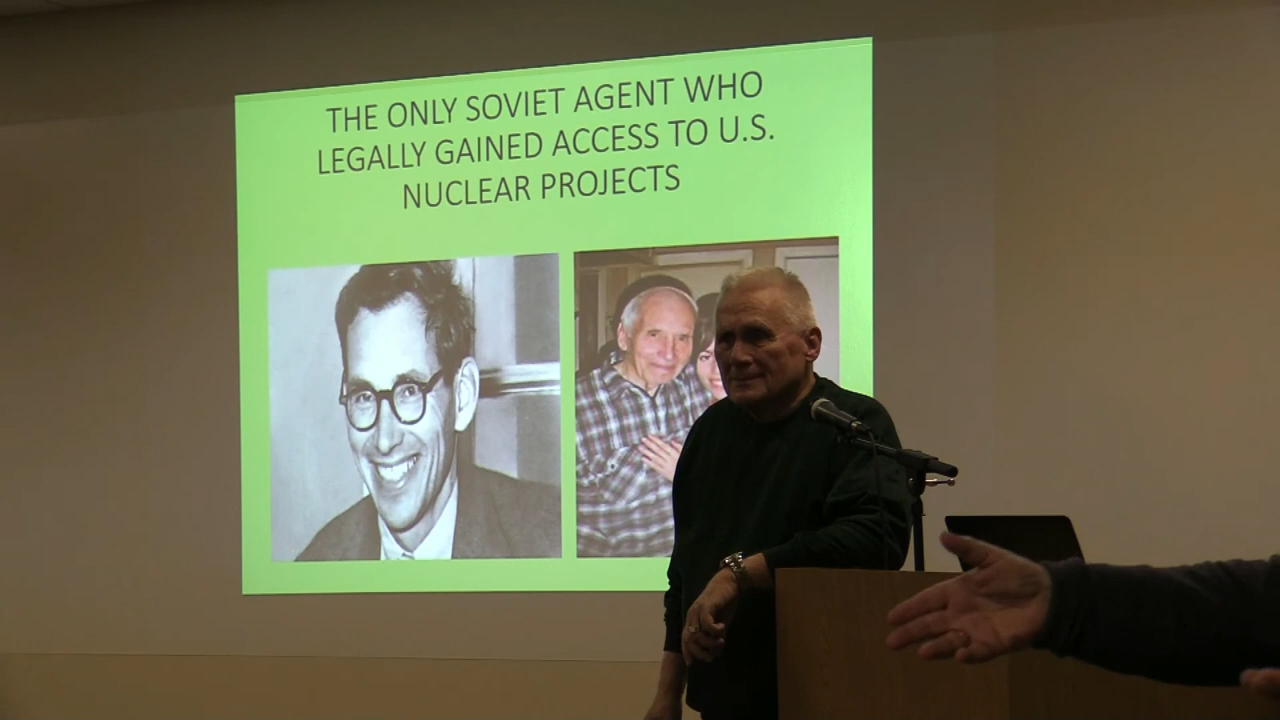 THE ONLY SOVIET AGENT WHO
LEGALLY GAINED ACCESS TO U.S.
NUCLEAR PROJECTS